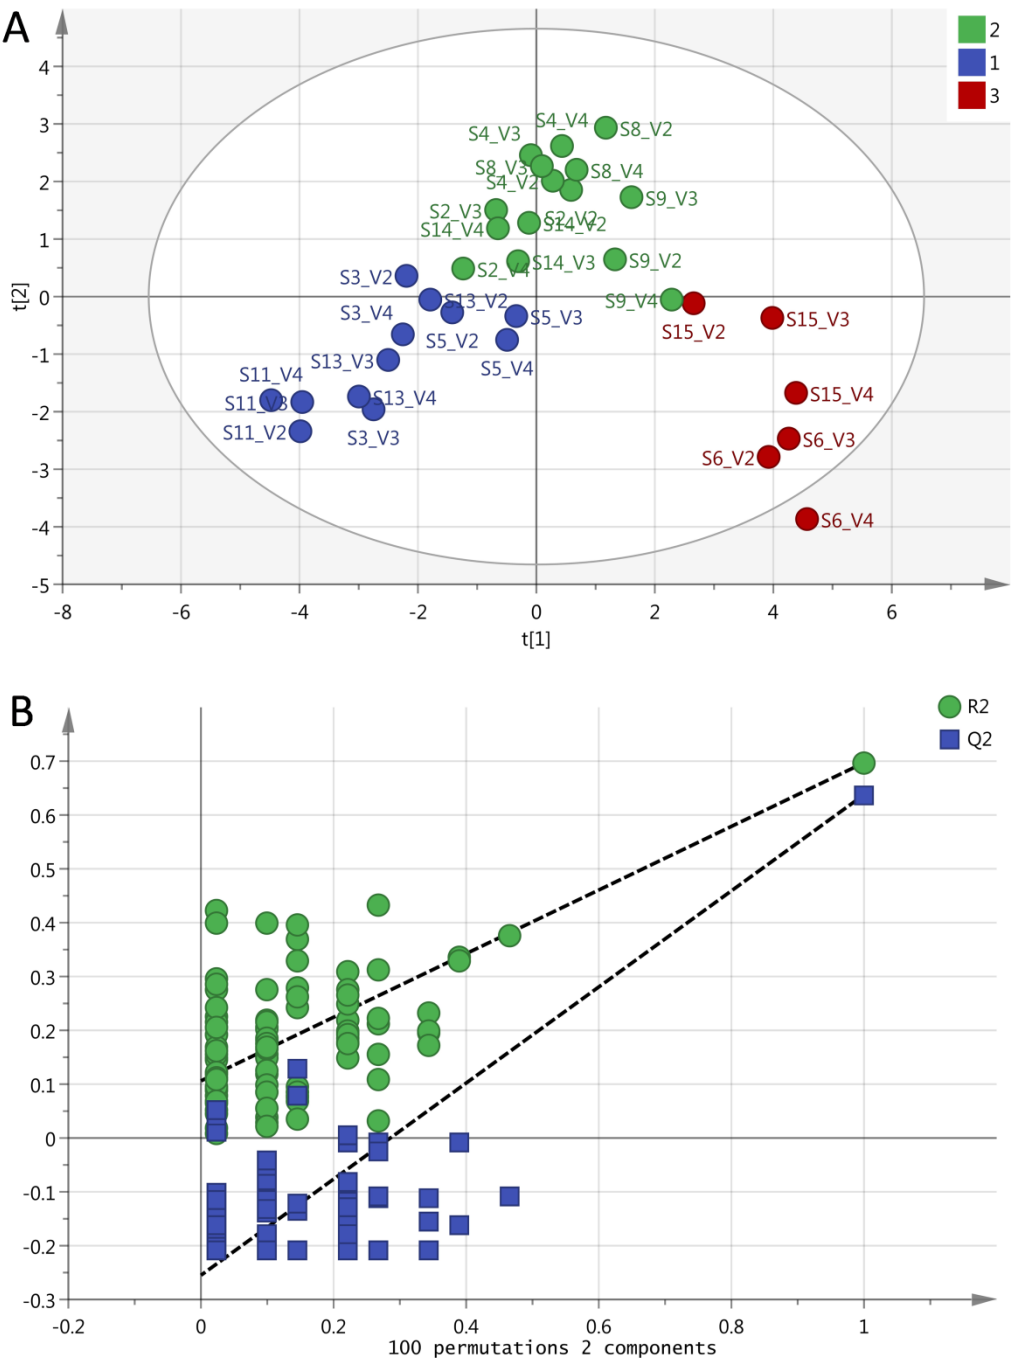 A
2
1
3
4
3
2
1
0
-1
-2
-3
-4
-5
t[2]
S4_V4
S8_V2
S4_V3
S8_V3
S8_V4
S4_V2
S9_V3
S2_V3
S2_V2
S14_V2
S14_V4
S14_V3
S9_V2
S2_V4
S3_V2
S13_V2
S9_V4
S15_V2
S15_V3
S3_V4
S5_V3
S5_V2
S13_V3
S5_V4
S11_V4
S15_V4
S11_V3
S13_V4
S11_V2
S3_V3
S6_V3
S6_V2
S6_V4
-8
-6
-4
-2
0
2
4
6
t[1]
B
R2
Q2
0.7
0.6
0.5
0.4
0.3
0.2
0.1
0
-0.1
-0.2
-0.3
-0.2
0
0.2
0.4
0.6
0.8
1
100 permutations 2 components